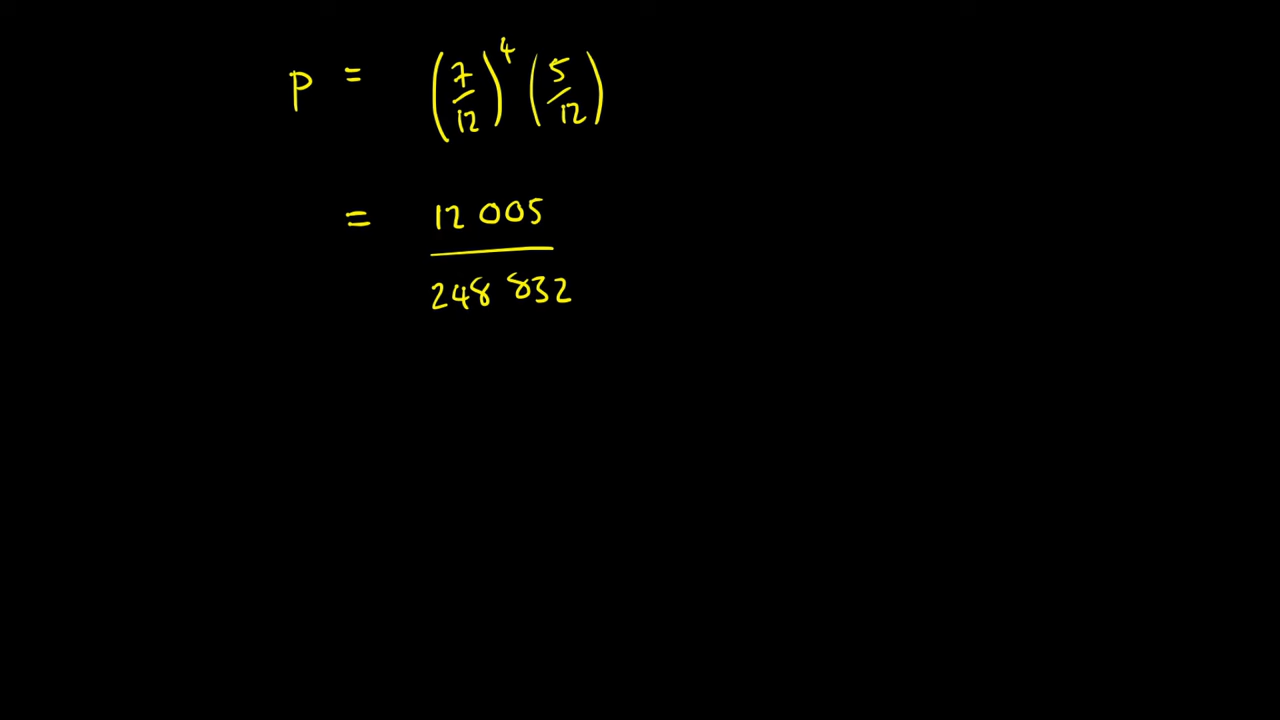 p = (7/12)^4 (5/12)
= 12 005
248 832